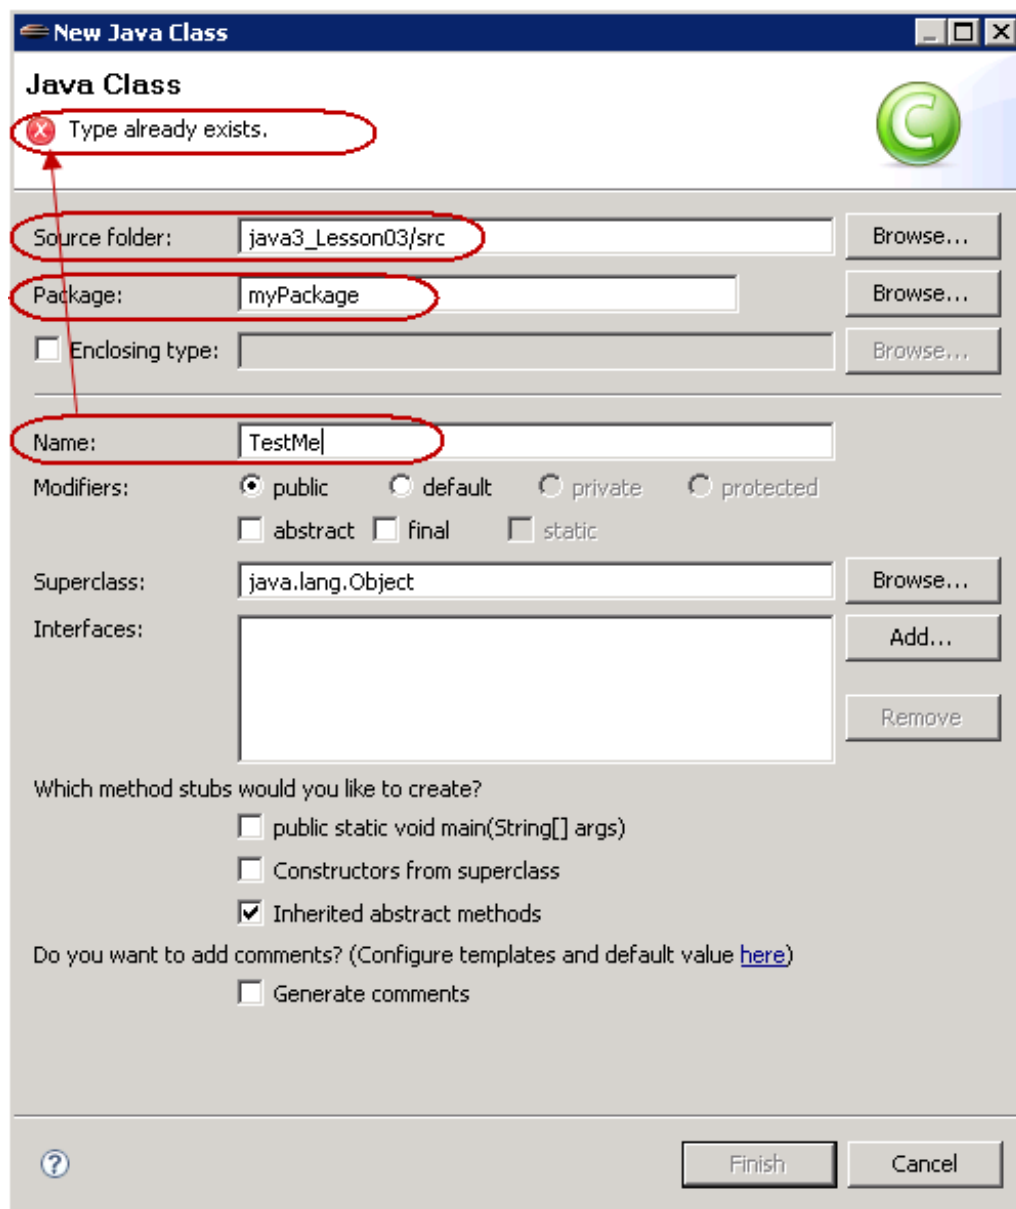 New Java Class
Java Class
Type already exists.
Source folder: java3_Lesson03/src Browse...
Package: myPackage Browse...
Enclosing type: Browse...
Name: TestMe
Modifiers: public default private protected
abstract final static
Superclass: java.lang.Object Browse...
Interfaces: Add...
Remove
Which method stubs would you like to create?
public static void main(String[] args)
Constructors from superclass
Inherited abstract methods
Do you want to add comments? (Configure templates and default value here)
Generate comments
? Finish Cancel